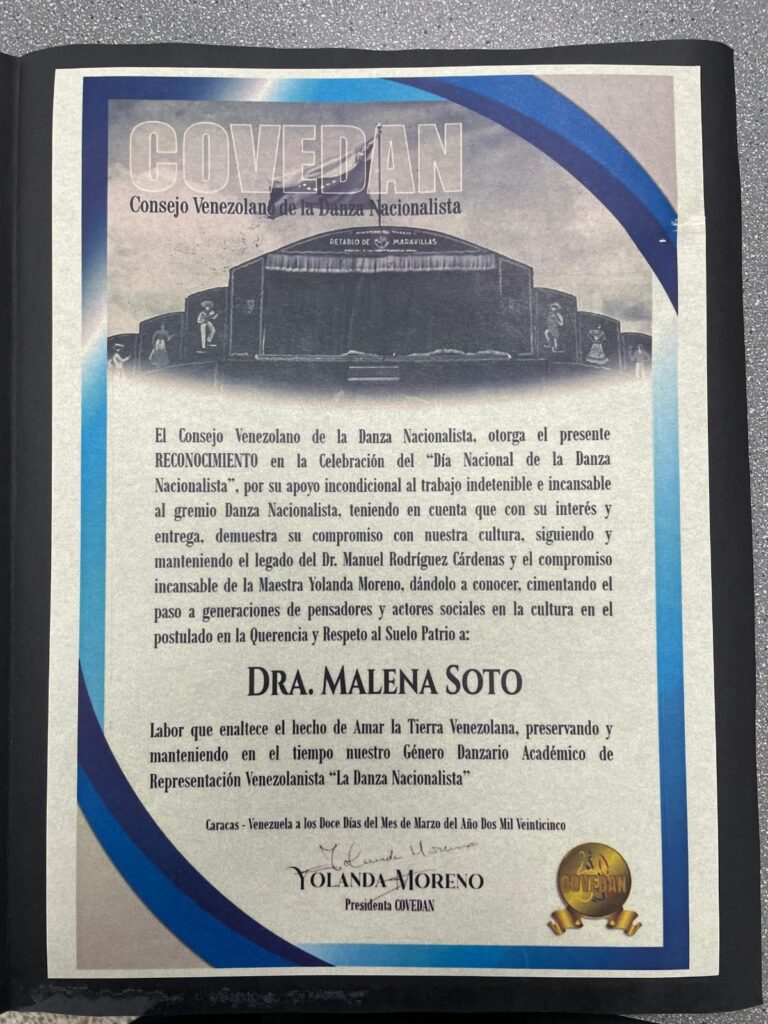 COVEDAN
Consejo Venezolano de la Danza Nacionalista
MINISTERIO DEL TRABAJO
RETABLO DE MARAVILLAS
El Consejo Venezolano de la Danza Nacionalista, otorga el presente
RECONOCIMIENTO en la Celebración del “Día Nacional de la Danza
Nacionalista”, por su apoyo incondicional al trabajo indetenible e incansable
al gremio Danza Nacionalista, teniendo en cuenta que con su interés y
entrega, demuestra su compromiso con nuestra cultura, siguiendo y
manteniendo el legado del Dr. Manuel Rodríguez Cárdenas y el compromiso
incansable de la Maestra Yolanda Moreno, dándolo a conocer, cimentando el
paso a generaciones de pensadores y actores sociales en la cultura en el
postulado en la Querencia y Respeto al Suelo Patrio a:
DRA. MALENA SOTO
Labor que enaltece el hecho de Amar la Tierra Venezolana, preservando y
manteniendo en el tiempo nuestro Género Danzario Académico de
Representación Venezolanista “La Danza Nacionalista”
Caracas - Venezuela a los Doce Días del Mes de Marzo del Año Dos Mil Veinticinco
Yolanda Moreno
YOLANDA MORENO
Presidenta COVEDAN
COVEDAN